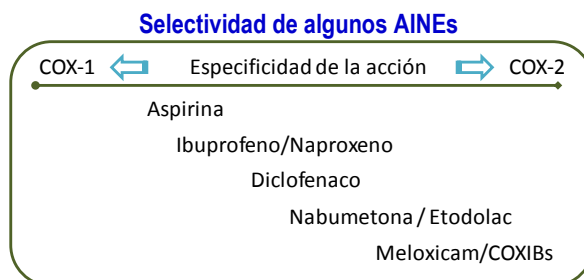 Selectividad de algunos AINEs
COX-1 Especificidad de la acción COX-2
Aspirina
Ibuprofeno/Naproxeno
Diclofenaco
Nabumetona / Etodolac
Meloxicam/COXIBs